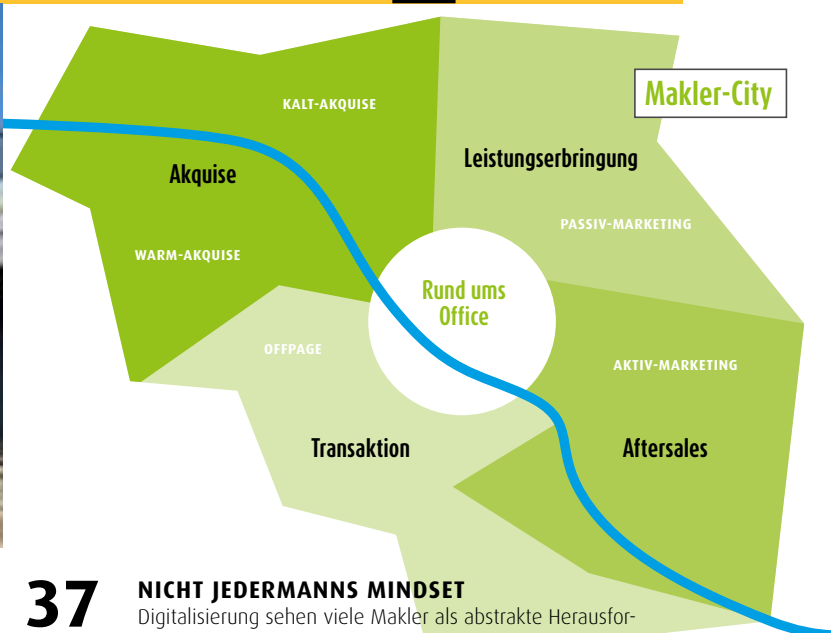 KALT-AKQUISE
Makler-City
Leistungserbringung
Akquise
PASSIV-MARKETING
WARM-AKQUISE
Rund ums
Office
OFFPAGE
AKTIV-MARKETING
Transaktion
Aftersales
37
NICHT JEDERMANNS MINDSET
Digitalisierung sehen viele Makler als abstrakte Herausfor-